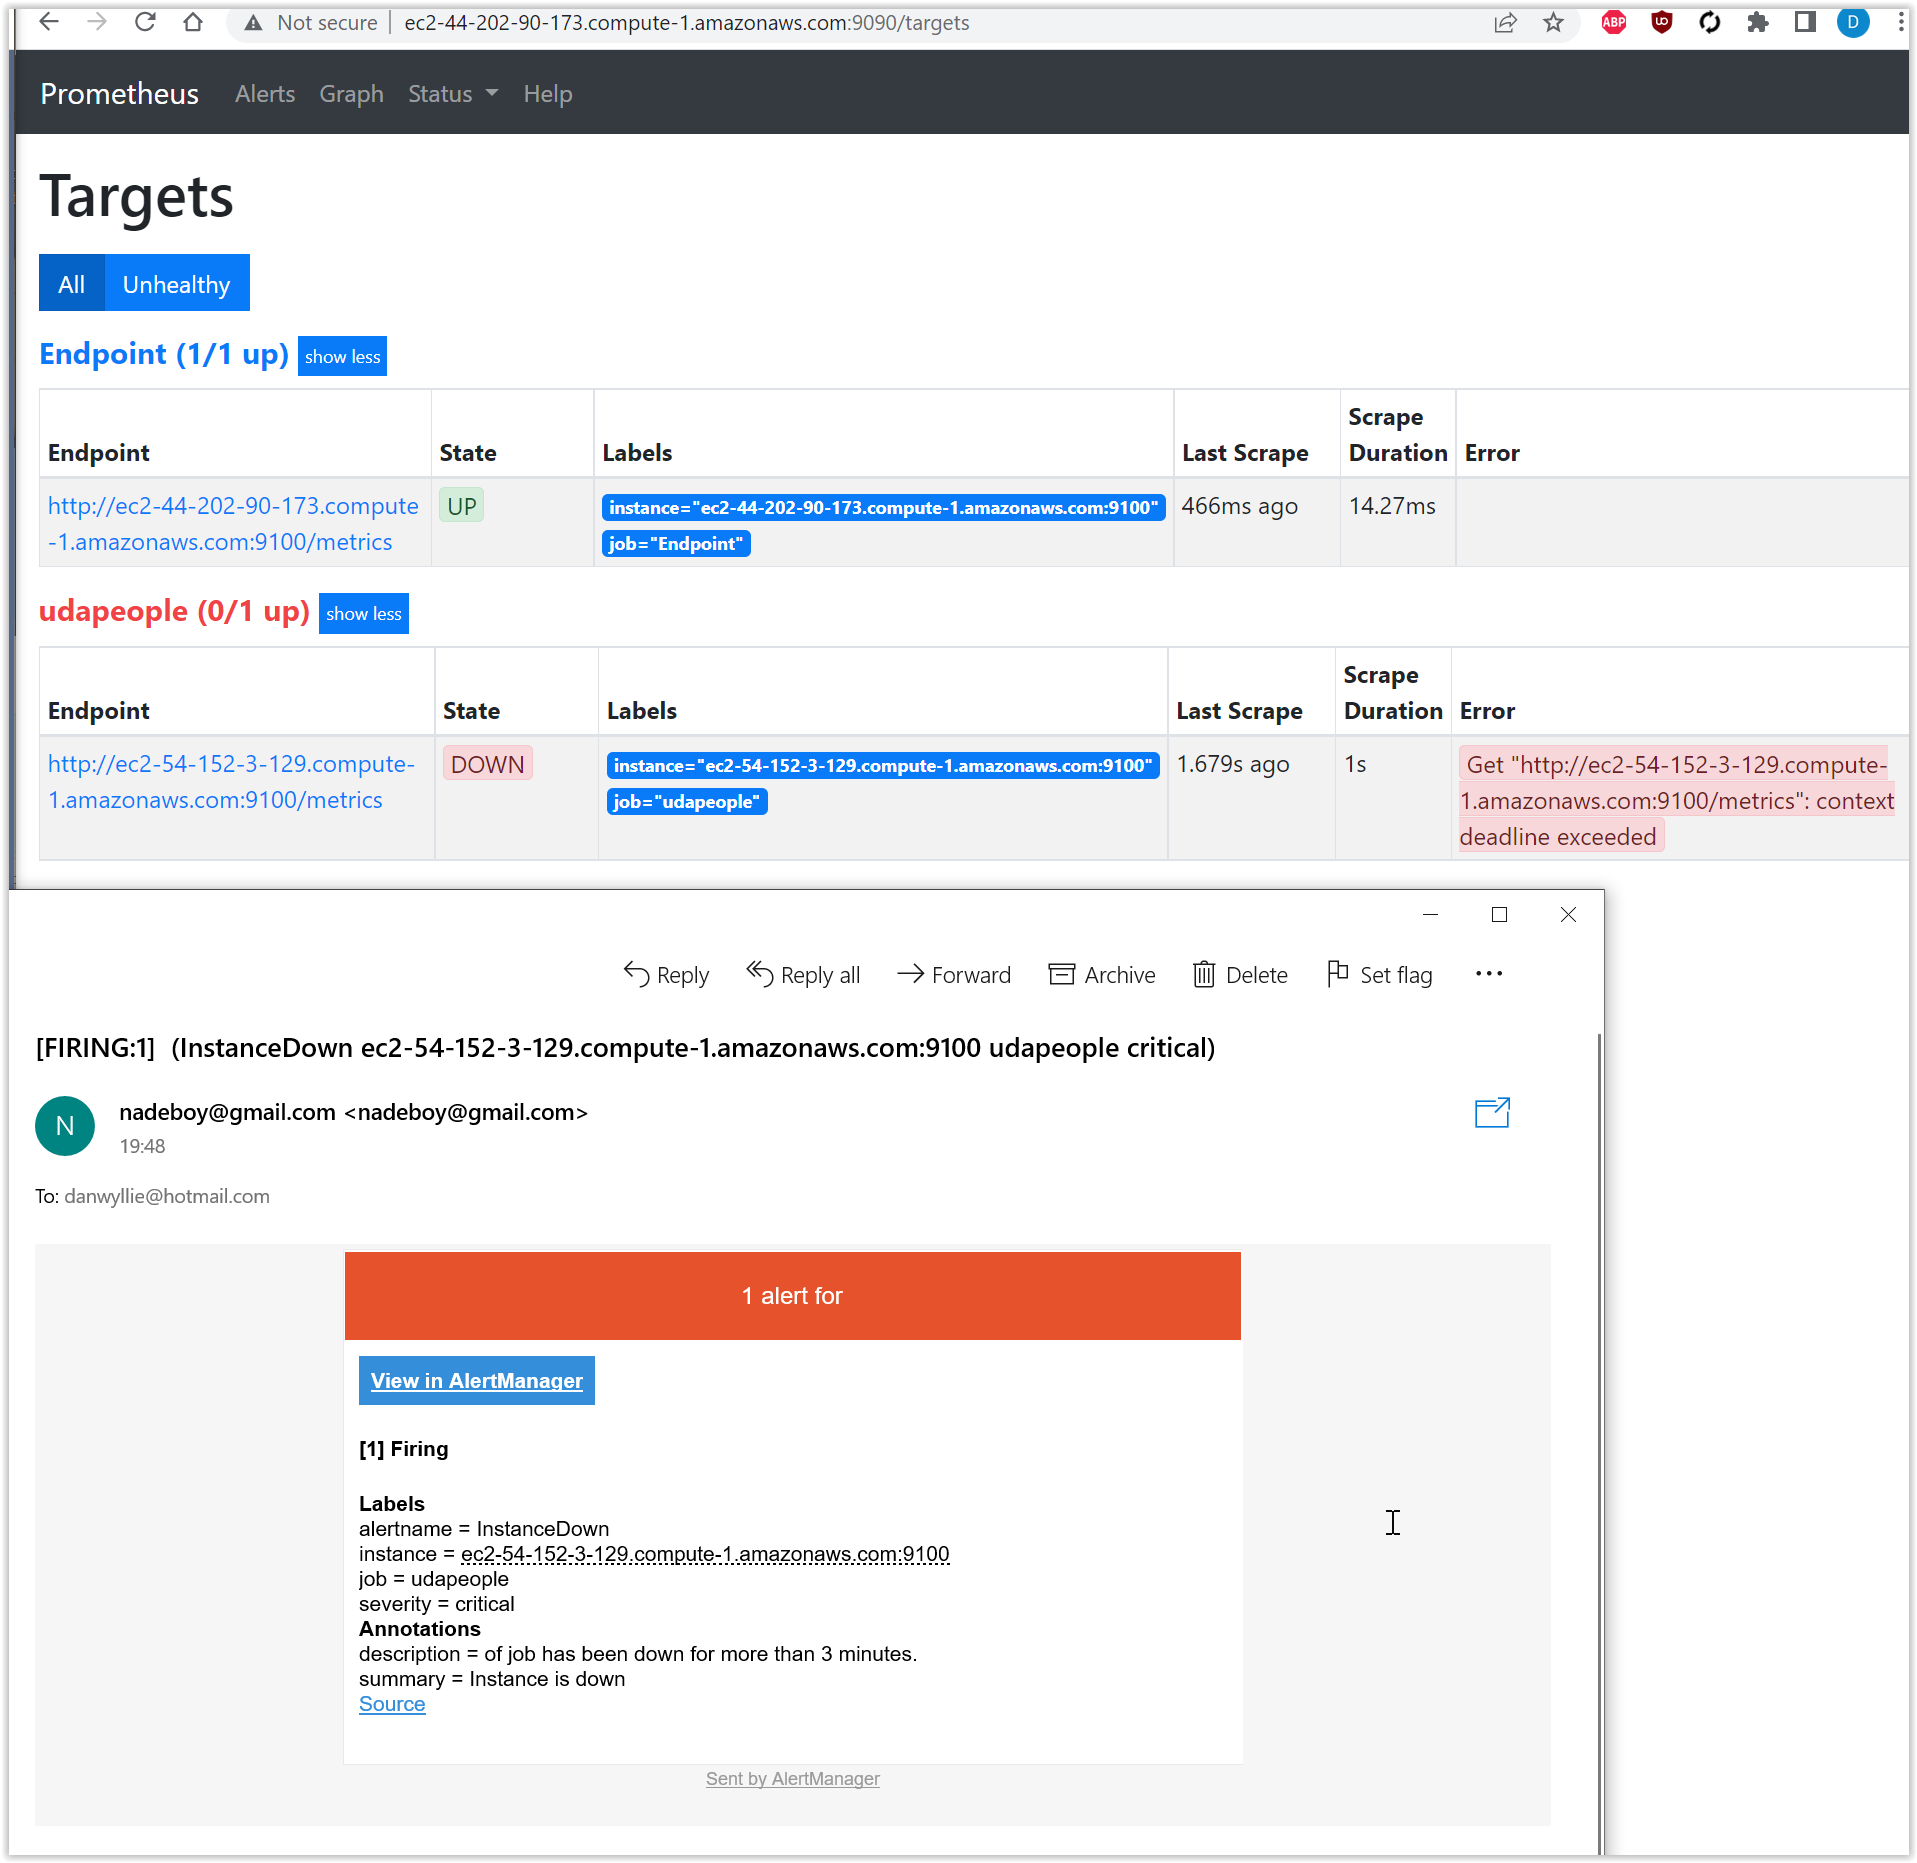 Not secure | ec2-44-202-90-173.compute-1.amazonaws.com:9090/targets ABP D
Prometheus Alerts Graph Status Help
Targets
All Unhealthy
Endpoint (1/1 up) show less
Scrape
Endpoint State Labels Last Scrape Duration Error
http://ec2-44-202-90-173.compute UP instance="ec2-44-202-90-173.compute-1.amazonaws.com:9100" 466ms ago 14.27ms
-1.amazonaws.com:9100/metrics job="Endpoint"
udapeople (0/1 up) show less
Scrape
Endpoint State Labels Last Scrape Duration Error
http://ec2-54-152-3-129.compute- DOWN instance="ec2-54-152-3-129.compute-1.amazonaws.com:9100" 1.679s ago 1s Get "http://ec2-54-152-3-129.compute-
1.amazonaws.com:9100/metrics job="udapeople" 1.amazonaws.com:9100/metrics": context
deadline exceeded
Reply Reply all Forward Archive Delete Set flag
[FIRING:1] (InstanceDown ec2-54-152-3-129.compute-1.amazonaws.com:9100 udapeople critical)
N nadeboy@gmail.com <nadeboy@gmail.com>
19:48
To: danwyllie@hotmail.com
1 alert for
View in AlertManager
[1] Firing
Labels
alertname = InstanceDown
instance = ec2-54-152-3-129.compute-1.amazonaws.com:9100
job = udapeople
severity = critical
Annotations
description = of job has been down for more than 3 minutes.
summary = Instance is down
Source
Sent by AlertManager